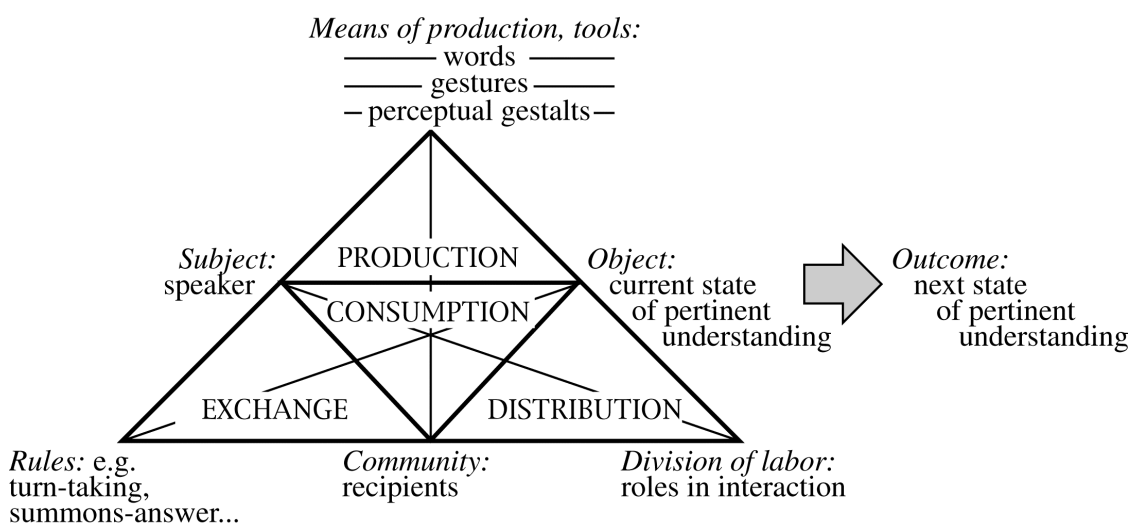 Means of production, tools:
words
gestures
perceptual gestalts
Subject:
speaker
PRODUCTION
CONSUMPTION
Object:
current state
of pertinent
understanding
Outcome:
next state
of pertinent
understanding
EXCHANGE
DISTRIBUTION
Rules: e.g.
turn-taking,
summons-answer...
Community:
recipients
Division of labor:
roles in interaction